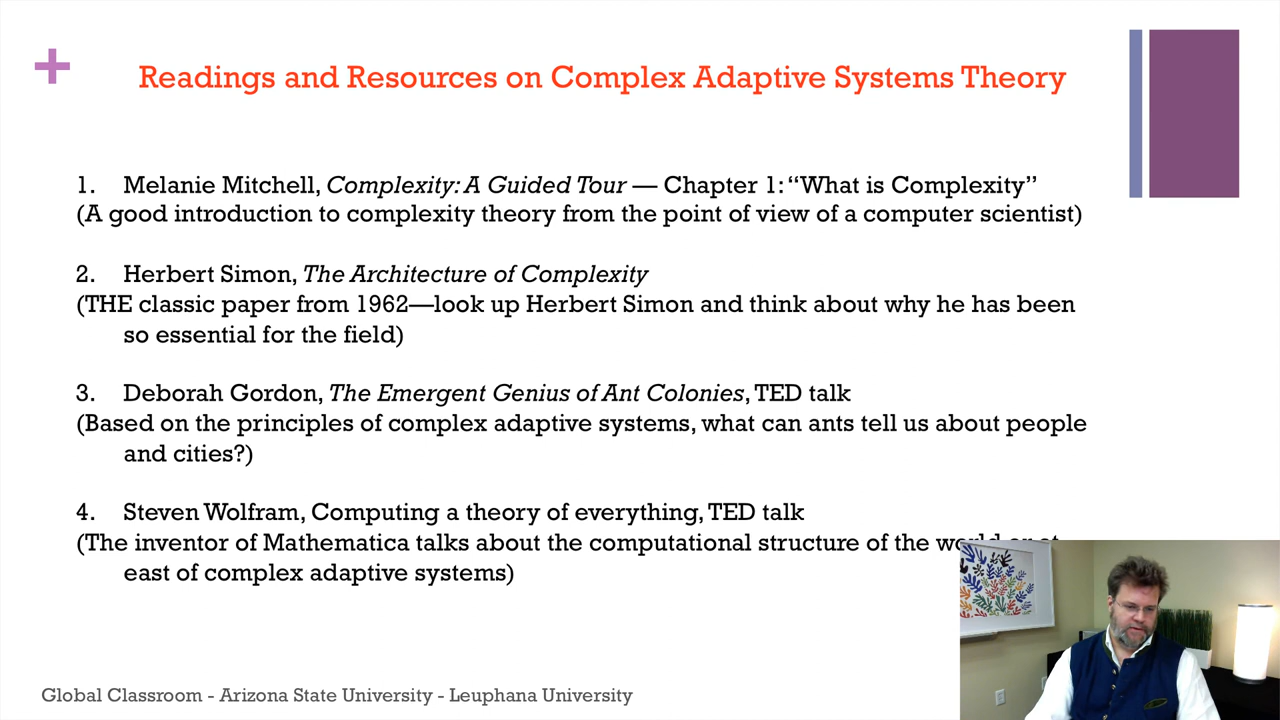 Readings and Resources on Complex Adaptive Systems Theory
1. Melanie Mitchell, Complexity: A Guided Tour — Chapter 1: “What is Complexity”
(A good introduction to complexity theory from the point of view of a computer scientist)
2. Herbert Simon, The Architecture of Complexity
(THE classic paper from 1962—look up Herbert Simon and think about why he has been
so essential for the field)
3. Deborah Gordon, The Emergent Genius of Ant Colonies, TED talk
(Based on the principles of complex adaptive systems, what can ants tell us about people
and cities?)
4. Steven Wolfram, Computing a theory of everything, TED talk
(The inventor of Mathematica talks about the computational structure of the world or at
east of complex adaptive systems)
Global Classroom - Arizona State University - Leuphana University